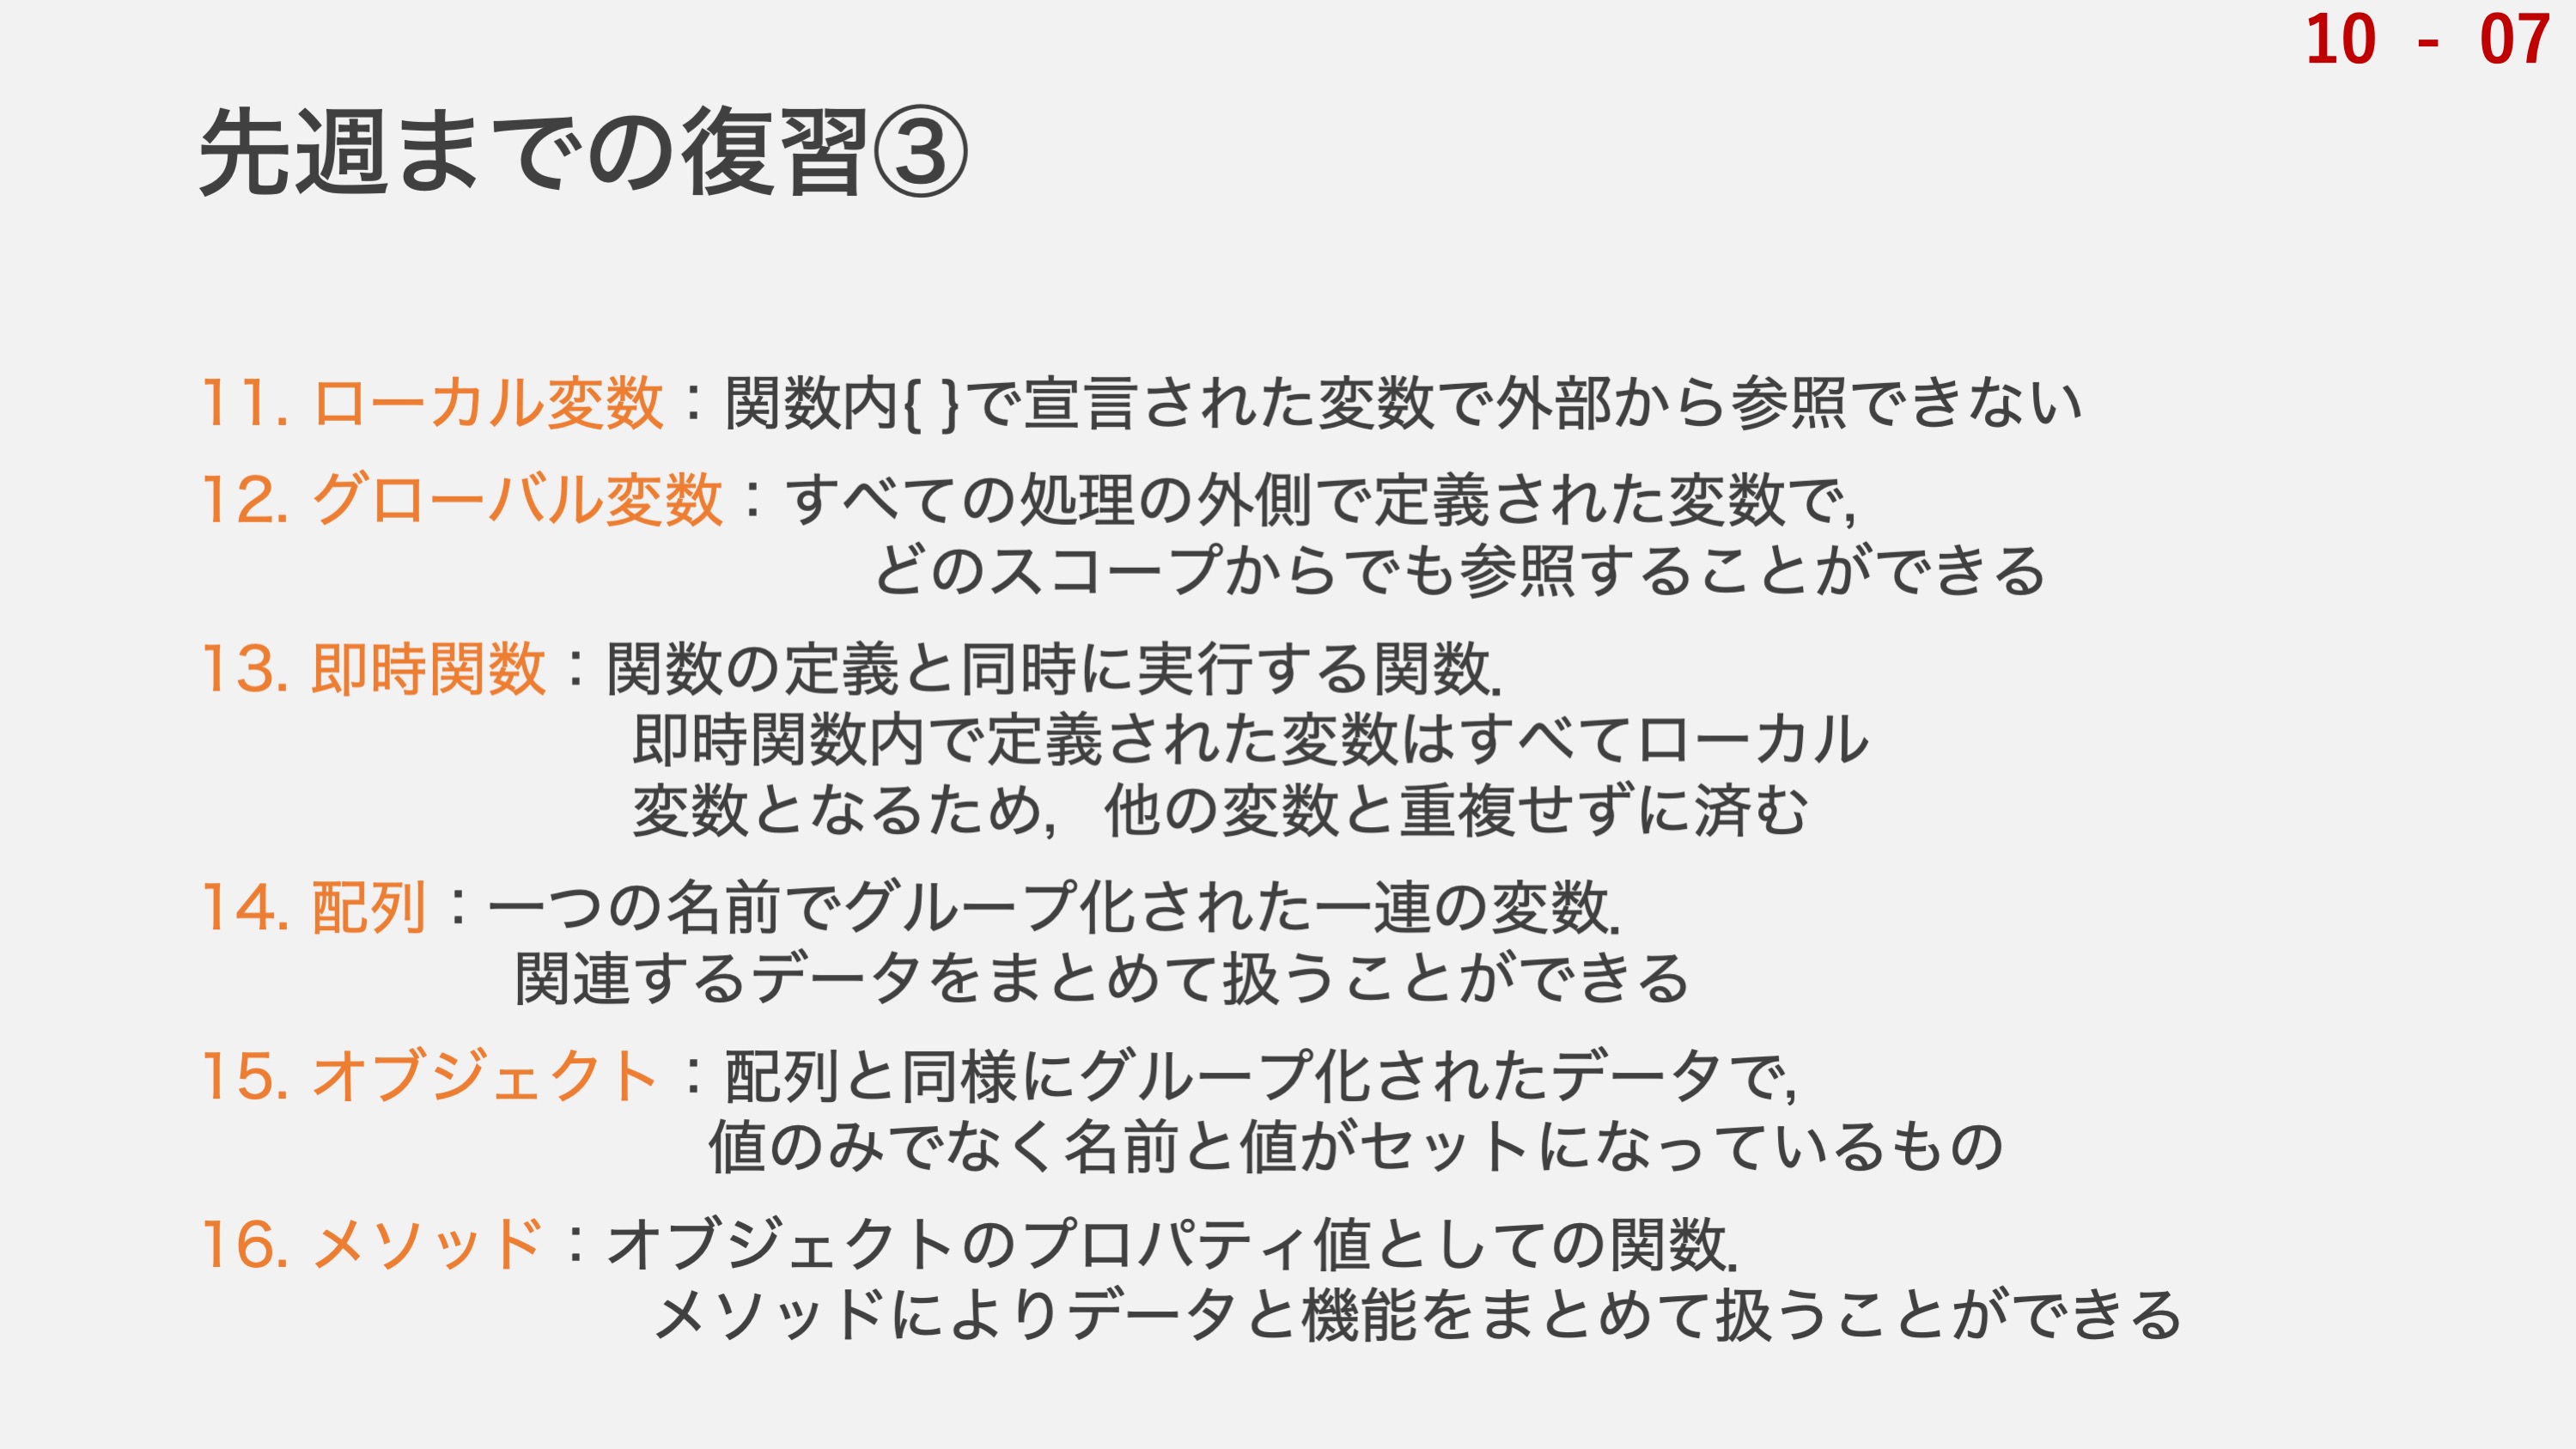 10 - 07
先週までの復習③
11. ローカル変数：関数内{ }で宣言された変数で外部から参照できない
12. グローバル変数：すべての処理の外側で定義された変数で，
どのスコープからでも参照することができる
13. 即時関数：関数の定義と同時に実行する関数．
即時関数内で定義された変数はすべてローカル
変数となるため，他の変数と重複せずに済む
14. 配列：一つの名前でグループ化された一連の変数．
関連するデータをまとめて扱うことができる
15. オブジェクト：配列と同様にグループ化されたデータで，
値のみでなく名前と値がセットになっているもの
16. メソッド：オブジェクトのプロパティ値としての関数．
メソッドによりデータと機能をまとめて扱うことができる